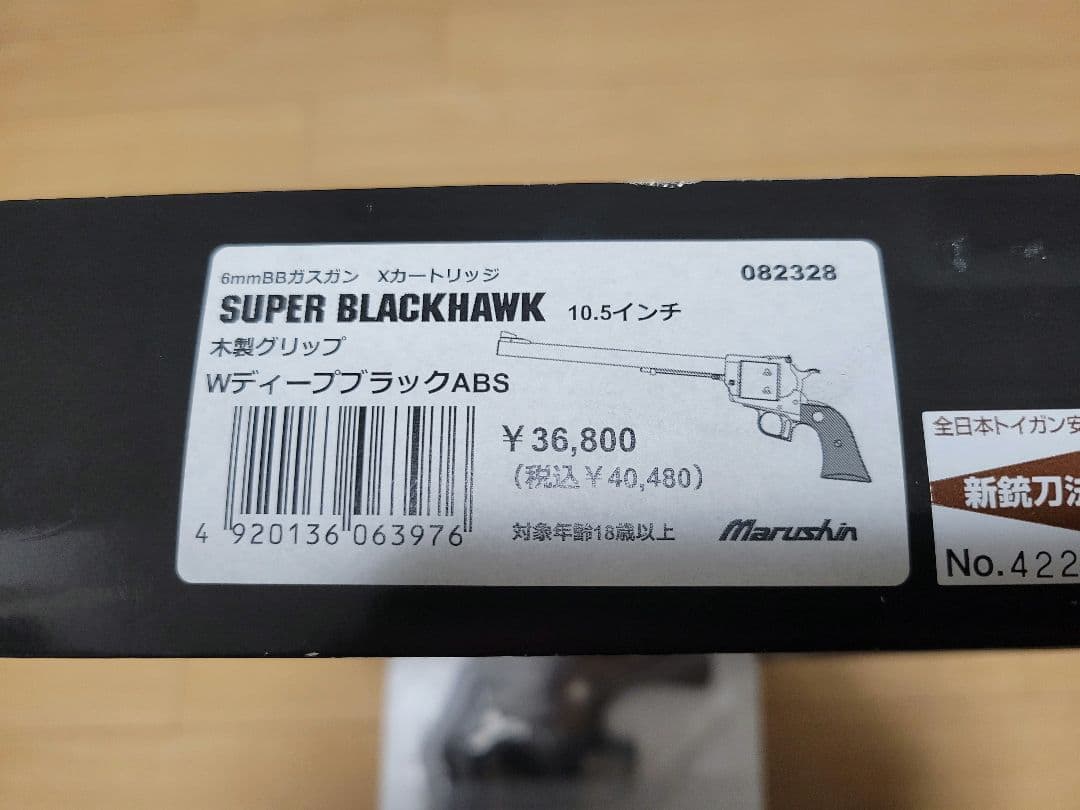 6mmBBガスガン Xカートリッジ
082328
SUPER BLACKHAWK 10.5インチ
木製グリップ
WディープブラックABS
¥36,800
(税込¥40,480)
4 920136 063976
対象年齢18歳以上
Marushin
全日本トイガン安
新銃刀法
No.422